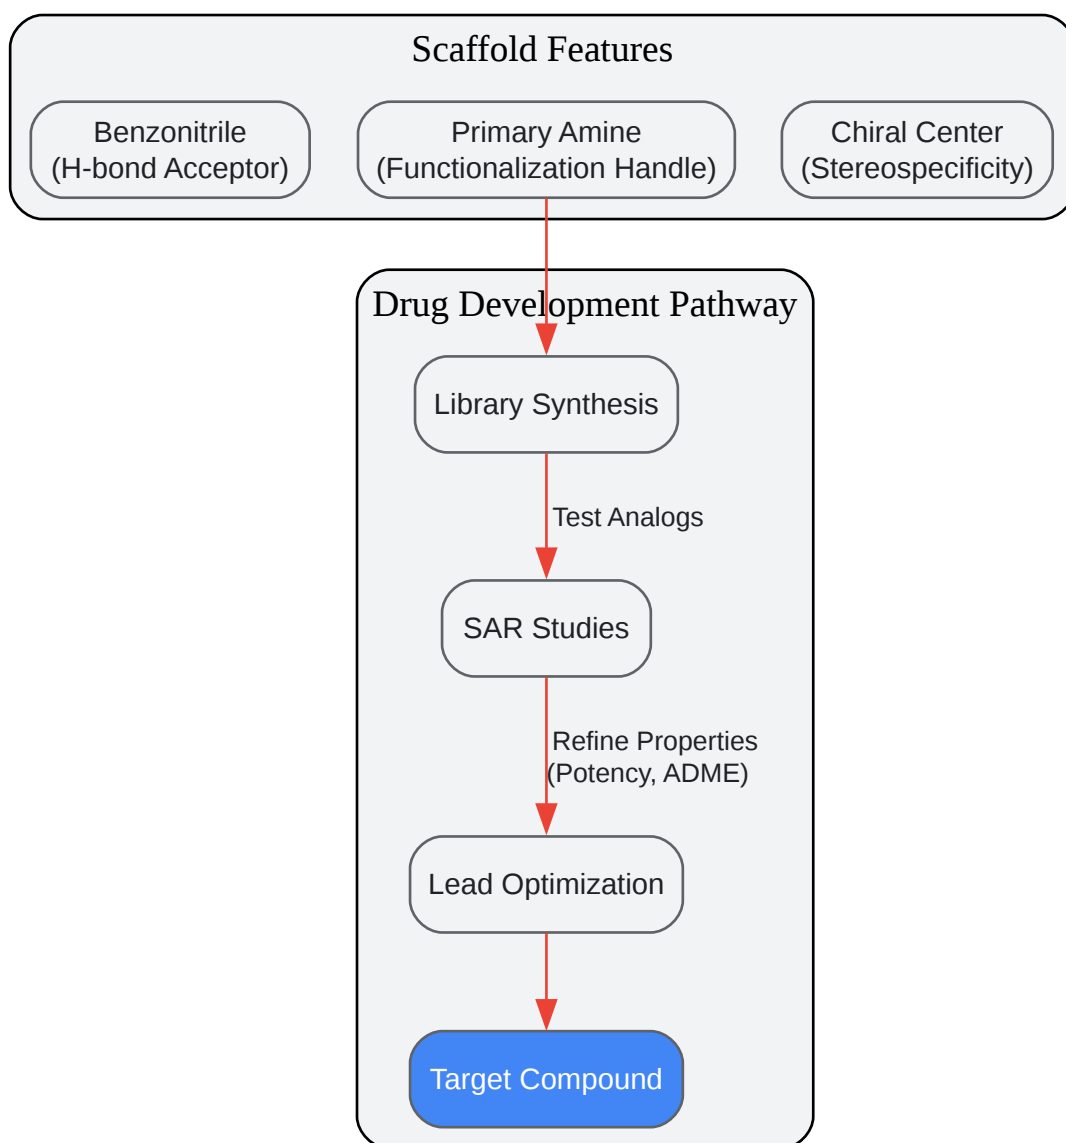 Scaffold Features
Benzonitrile
(H-bond Acceptor)
Primary Amine
(Functionalization Handle)
Chiral Center
(Stereospecificity)
Drug Development Pathway
Library Synthesis
Test Analogs
SAR Studies
Refine Properties
(Potency, ADME)
Lead Optimization
Target Compound